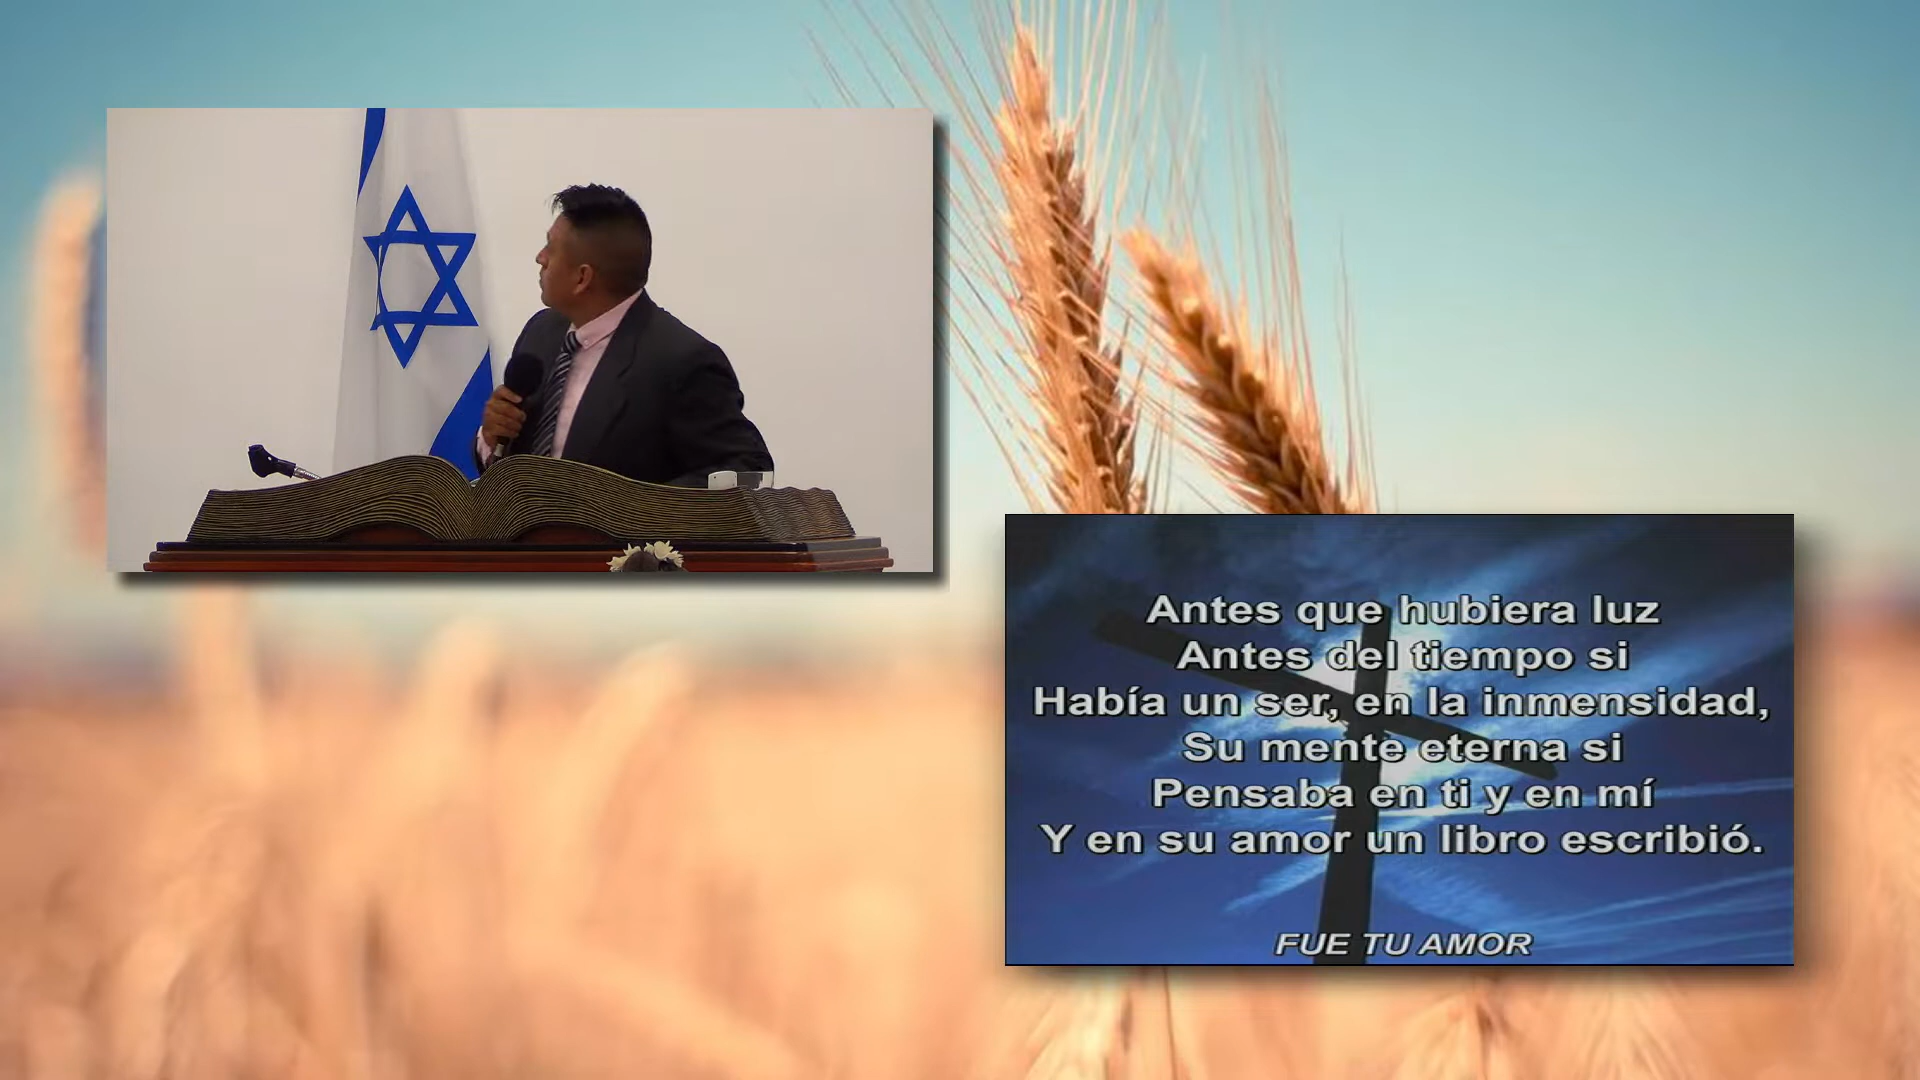 Antes que hubiera luz
Antes del tiempo si
Había un ser, en la inmensidad,
Su mente eterna si
Pensaba en ti y en mí
Y en su amor un libro escribió.
FUE TU AMOR